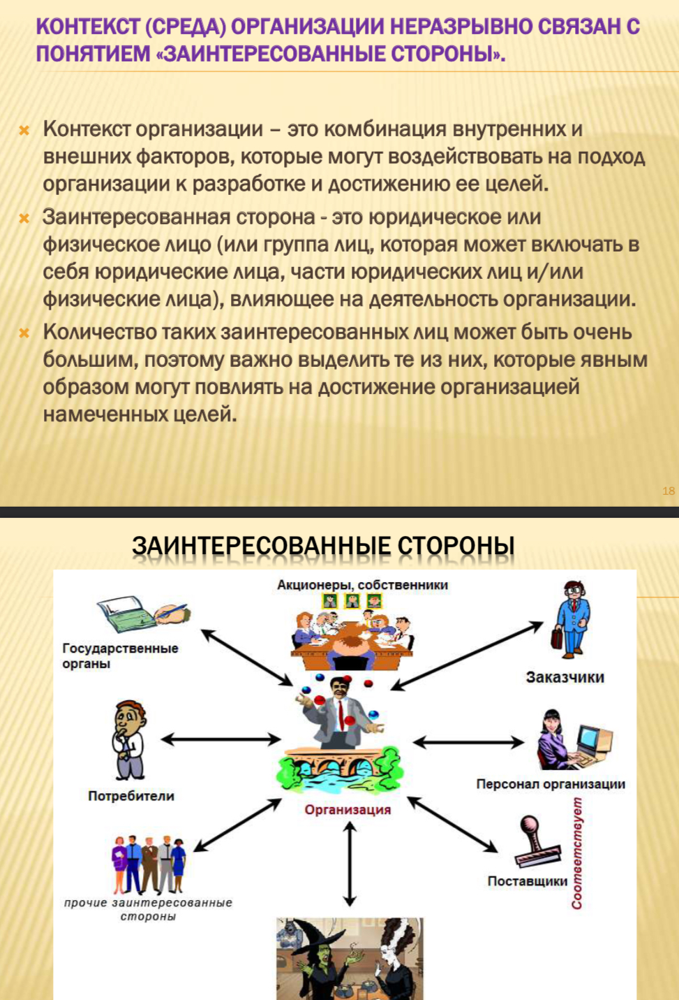 КОНТЕКСТ (СРЕДА) ОРГАНИЗАЦИИ НЕРАЗРЫВНО СВЯЗАН С
ПОНЯТИЕМ «ЗАИНТЕРЕСОВАННЫЕ СТОРОНЫ».
Контекст организации – это комбинация внутренних и
внешних факторов, которые могут воздействовать на подход
организации к разработке и достижению ее целей.
Заинтересованная сторона - это юридическое или
физическое лицо (или группа лиц, которая может включать в
себя юридические лица, части юридических лиц и/или
физические лица), влияющее на деятельность организации.
Количество таких заинтересованных лиц может быть очень
большим, поэтому важно выделить те из них, которые явным
образом могут повлиять на достижение организацией
намеченных целей.
18
ЗАИНТЕРЕСОВАННЫЕ СТОРОНЫ
Акционеры, собственники
Государственные
органы
Заказчики
Потребители
Персонал организации
Организация
Соответствует
Поставщики
прочие заинтересованные
стороны